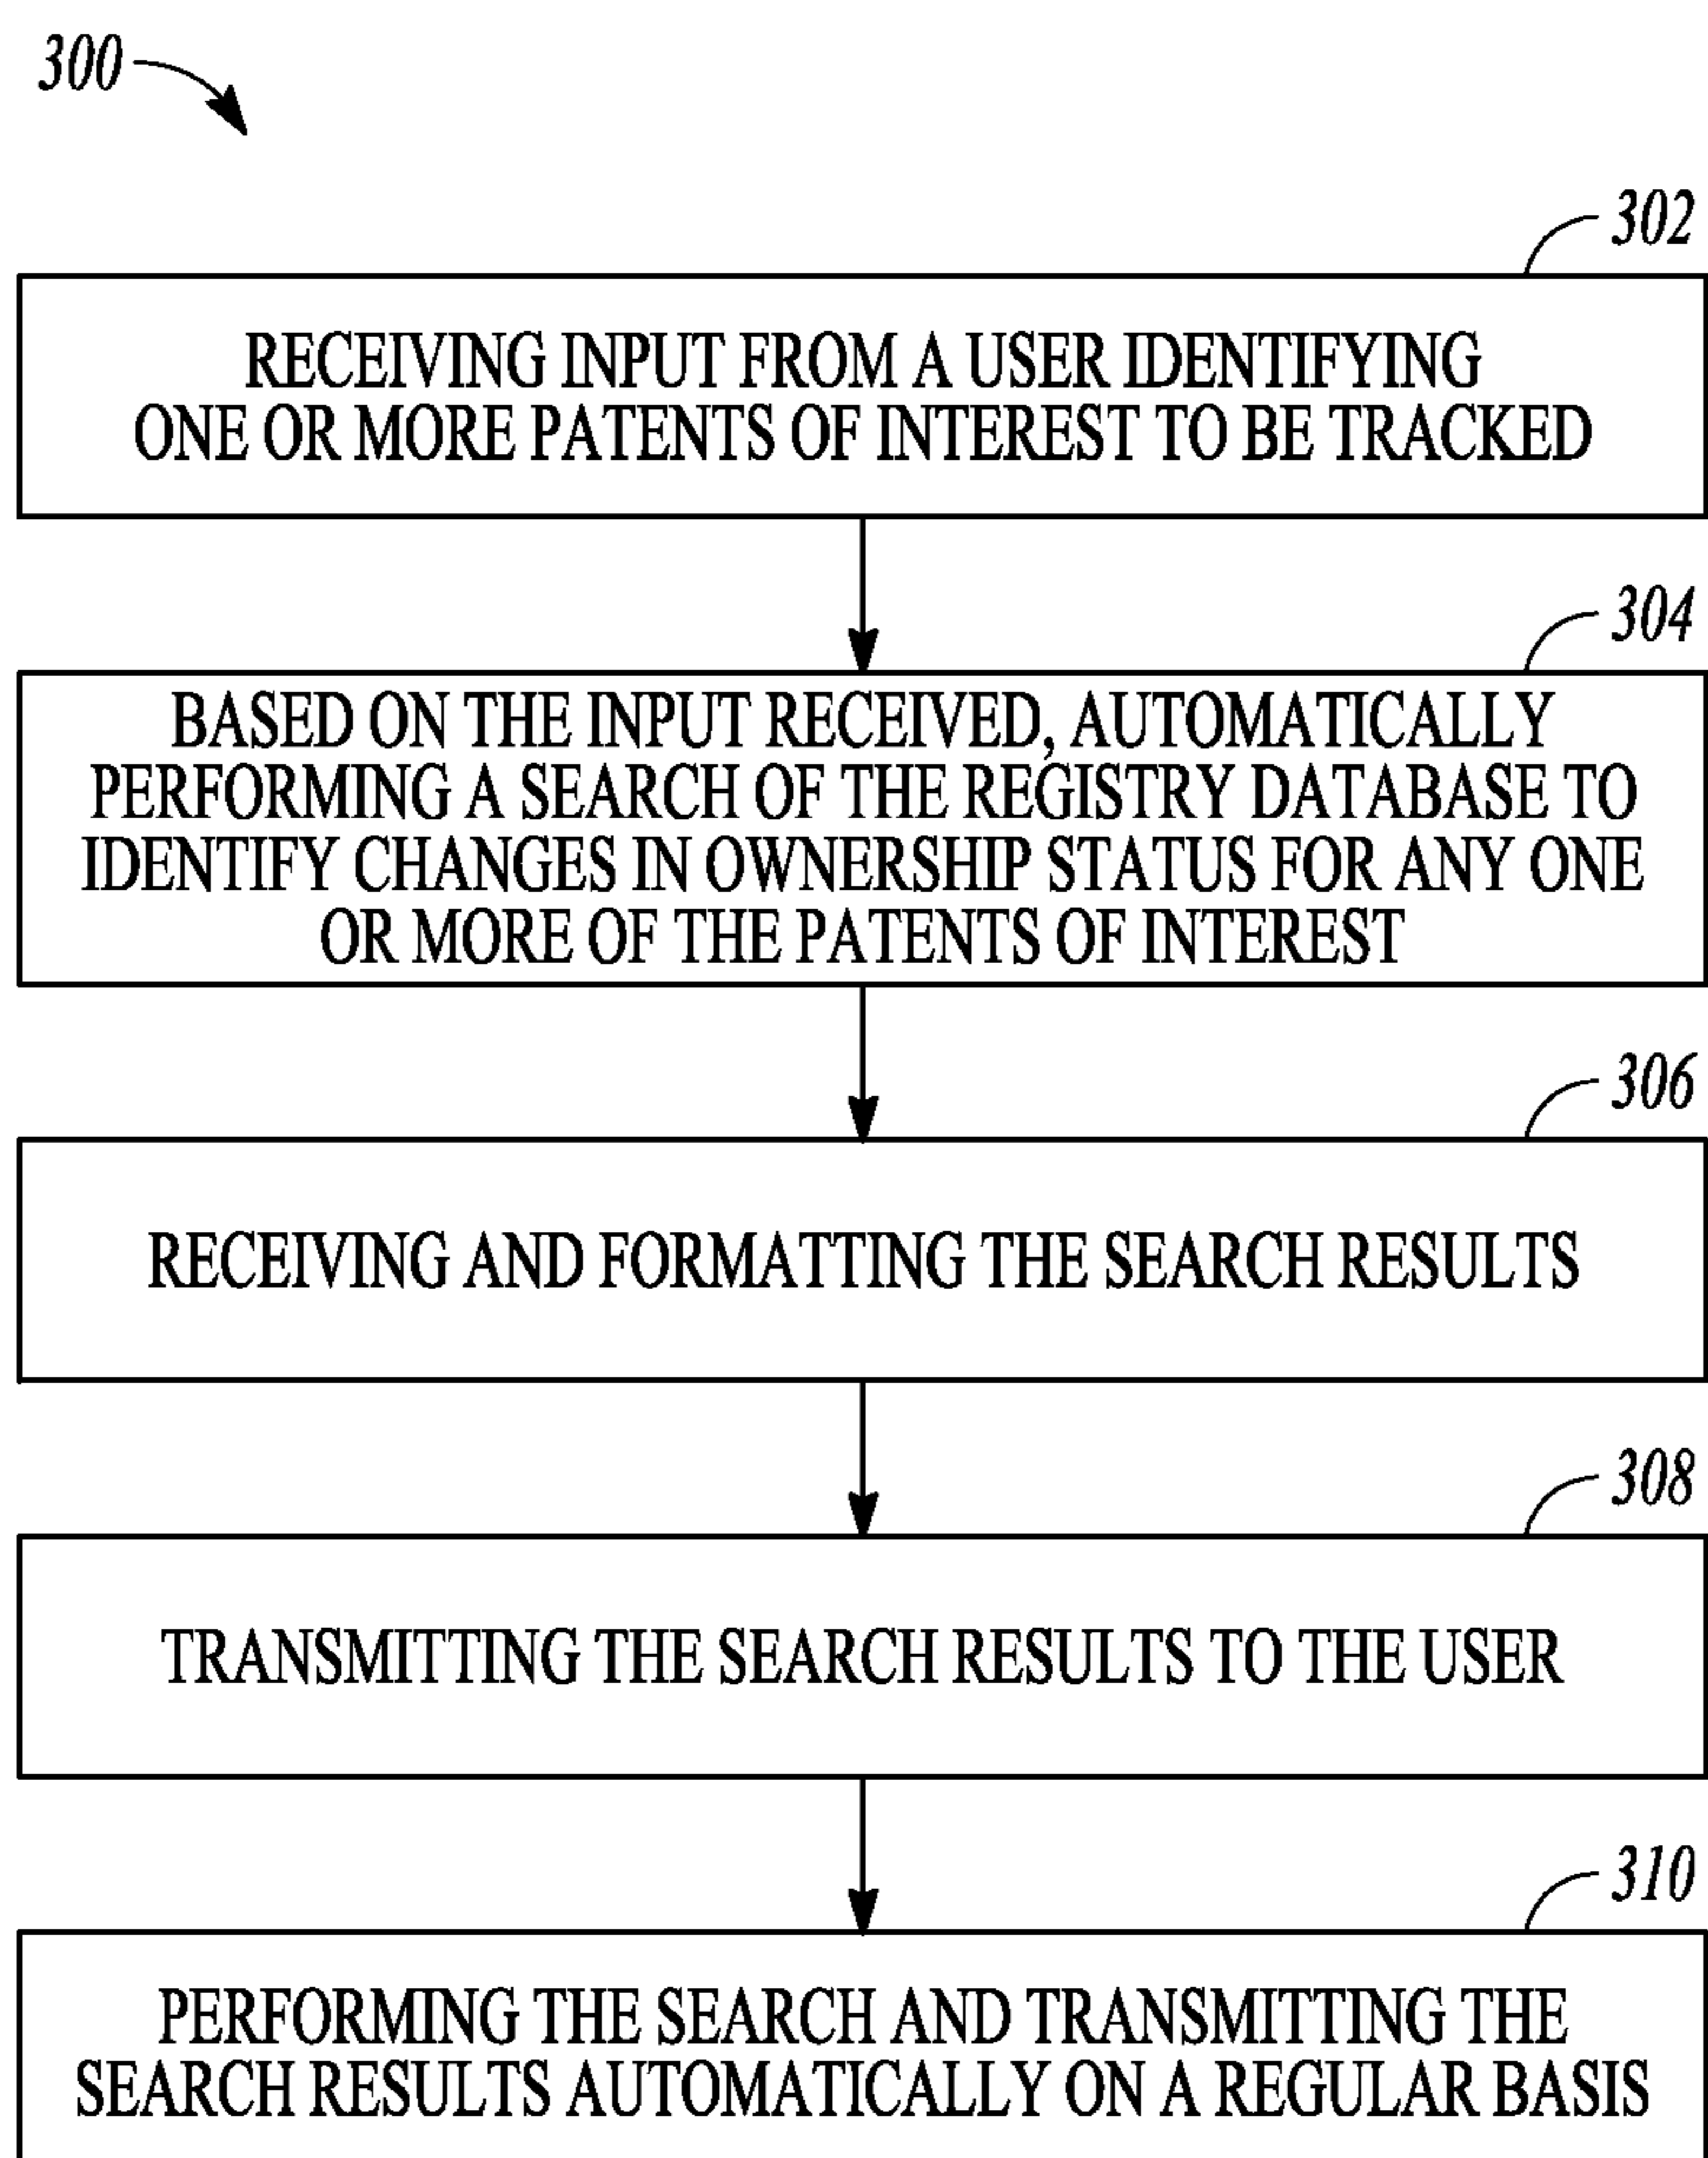 300
302
RECEIVING INPUT FROM A USER IDENTIFYING
ONE OR MORE PATENTS OF INTEREST TO BE TRACKED
304
BASED ON THE INPUT RECEIVED, AUTOMATICALLY
PERFORMING A SEARCH OF THE REGISTRY DATABASE TO
IDENTIFY CHANGES IN OWNERSHIP STATUS FOR ANY ONE
OR MORE OF THE PATENTS OF INTEREST
306
RECEIVING AND FORMATTING THE SEARCH RESULTS
308
TRANSMITTING THE SEARCH RESULTS TO THE USER
310
PERFORMING THE SEARCH AND TRANSMITTING THE
SEARCH RESULTS AUTOMATICALLY ON A REGULAR BASIS